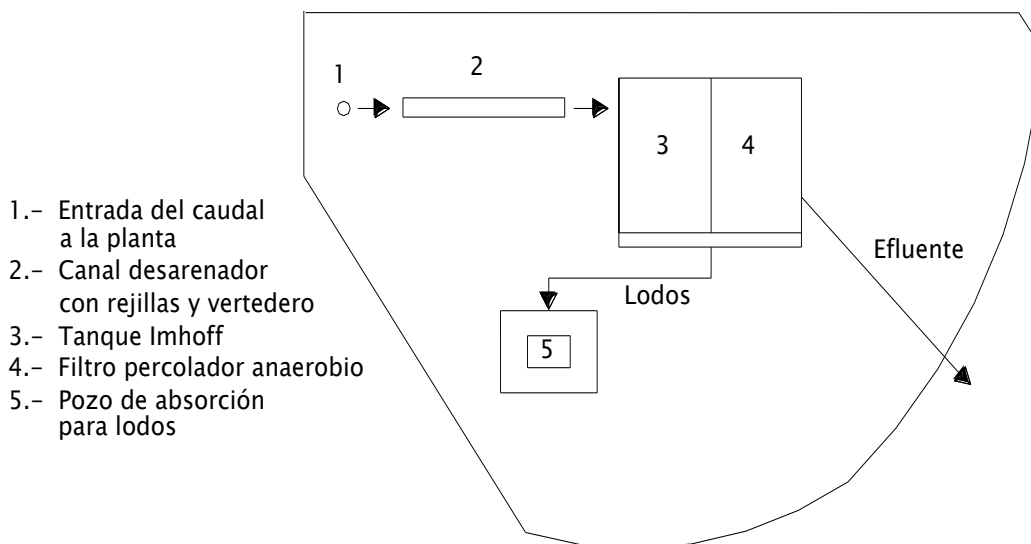 1
2
3
4
Efluente
Lodos
5
1.- Entrada del caudal
a la planta
2.- Canal desarenador
con rejillas y vertedero
3.- Tanque Imhoff
4.- Filtro percolador anaerobio
5.- Pozo de absorción
para lodos